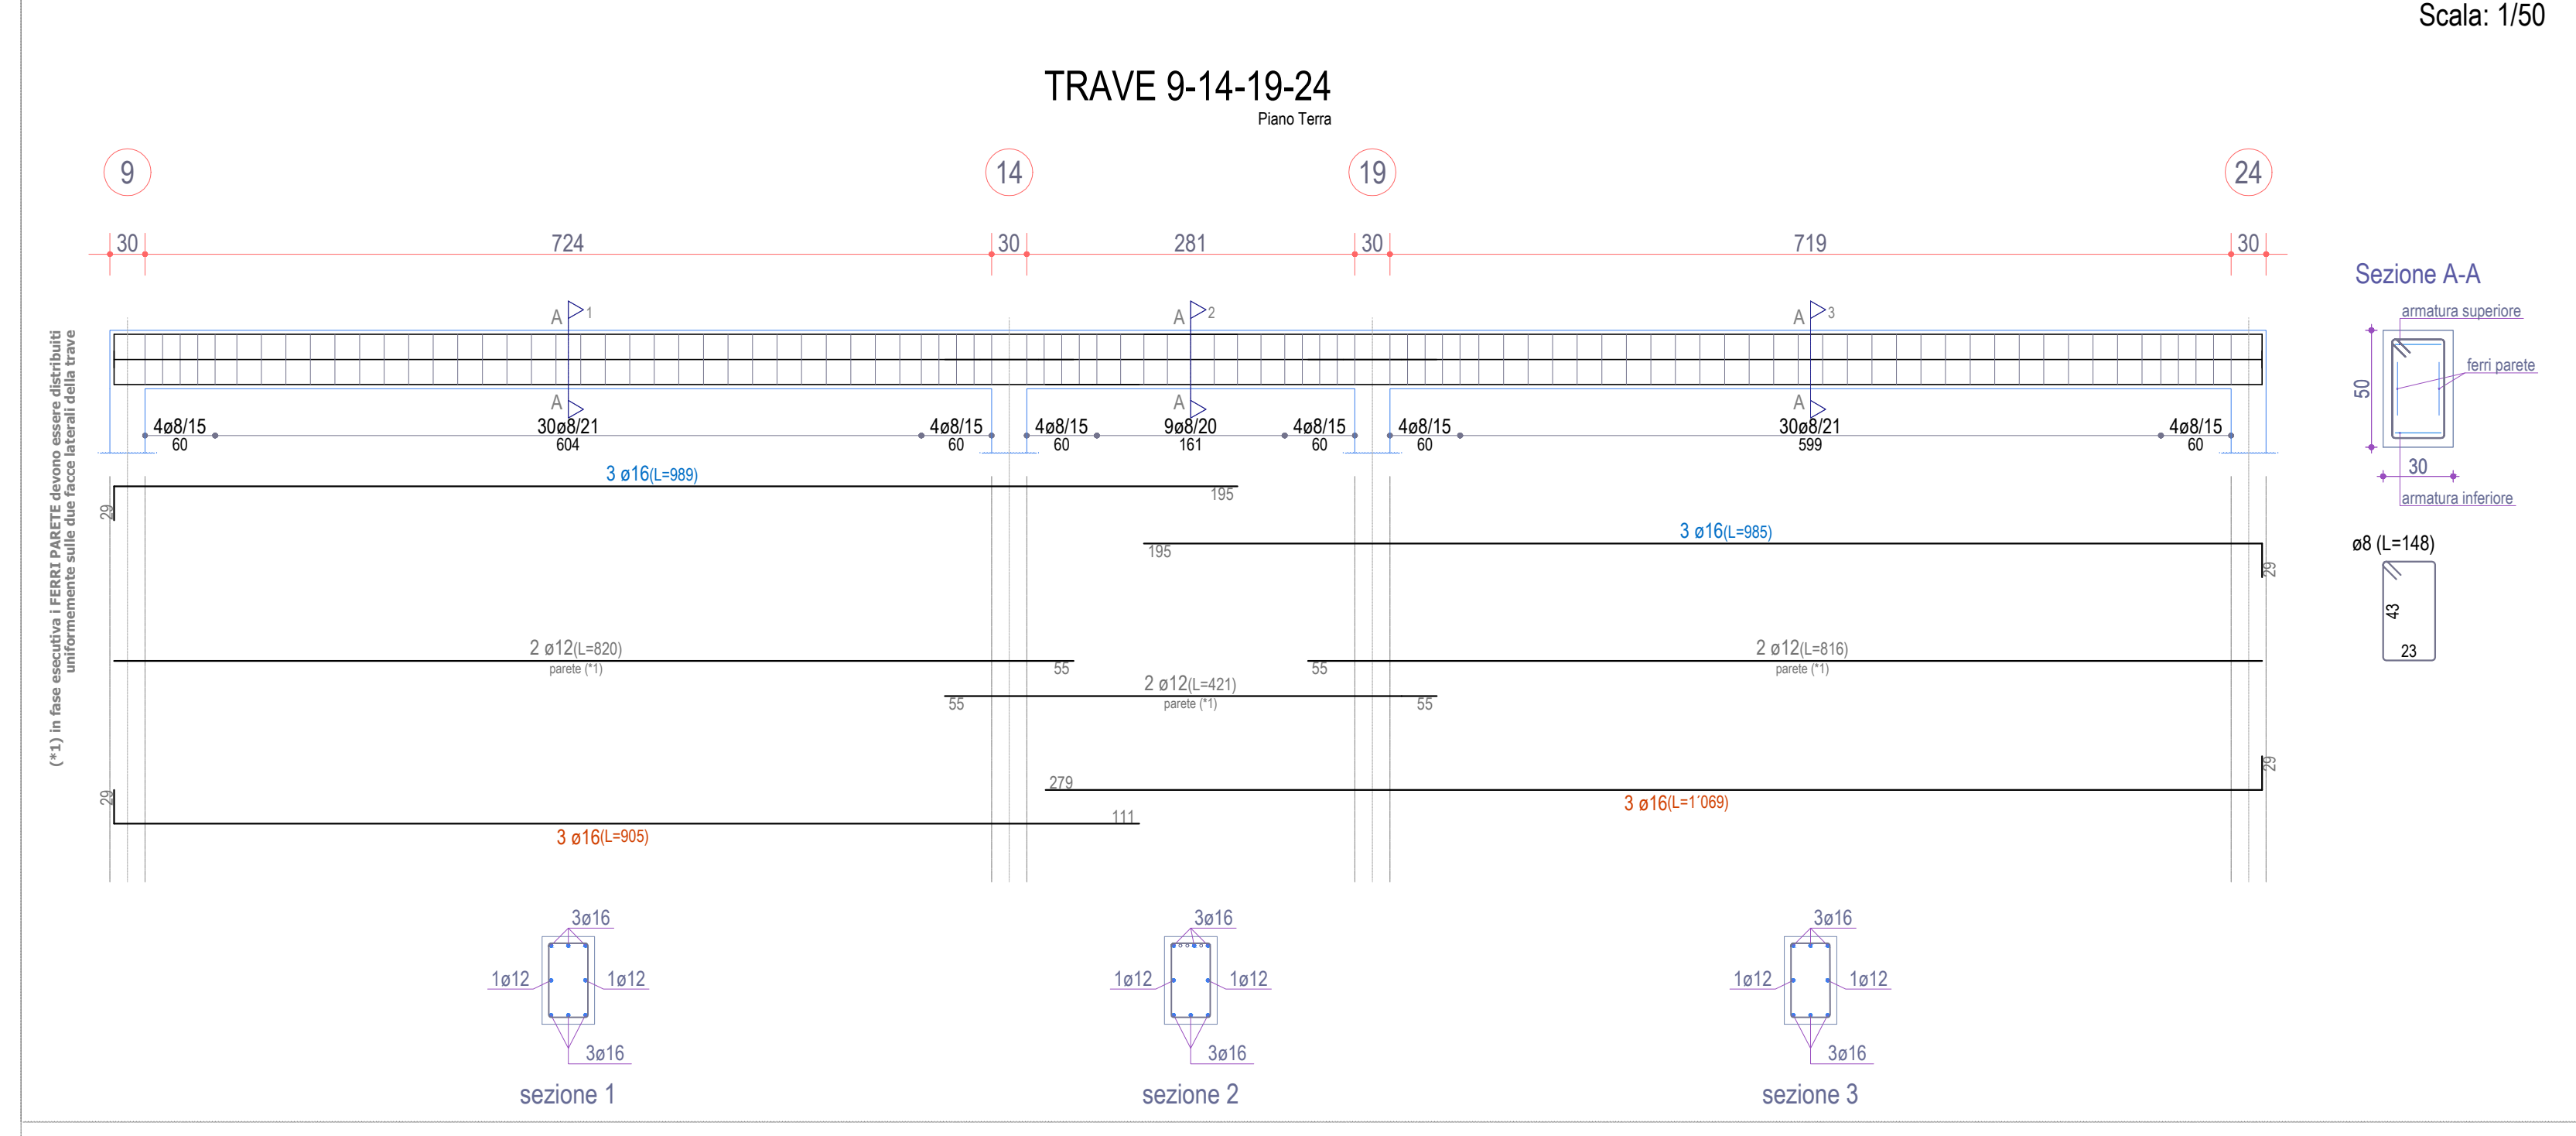 Scala: 1/50
TRAVE 9-14-19-24
Piano Terra
9 14 19 24
30 724 30 281 30 719 30
A 1 A 2 A 3
A A A
4ø8/15 30ø8/21 4ø8/15 4ø8/15 9ø8/20 4ø8/15 4ø8/15 30ø8/21 4ø8/15
60 604 60 60 161 60 60 599 60
(*1) in fase esecutiva i FERRI PARETE devono essere distribuiti
uniformemente sulle due facce laterali della trave
3 ø16(L=989)
29 195
3 ø16(L=985)
195 29
2 ø12(L=820) 2 ø12(L=816)
parete (*1) 55 55 parete (*1)
2 ø12(L=421)
55 parete (*1) 55
279 29
3 ø16(L=1´069)
29 111
3 ø16(L=905)
Sezione A-A
armatura superiore
ferri parete
50
30
armatura inferiore
ø8 (L=148)
43
23
3ø16 3ø16 3ø16
1ø12 1ø12 1ø12 1ø12 1ø12 1ø12
3ø16 3ø16 3ø16
sezione 1 sezione 2 sezione 3